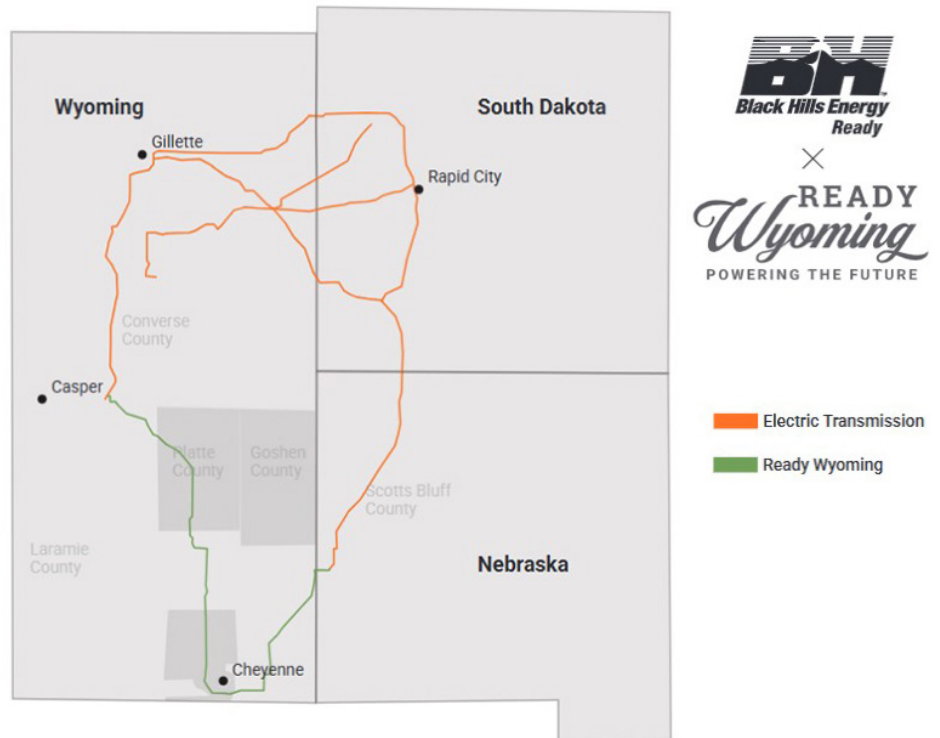 Wyoming
South Dakota
Gillette
Rapid City
Converse
County
Casper
Platte
County
Goshen
County
Scotts Bluff
County
Laramie
County
Nebraska
Cheyenne
BH
Black Hills Energy
Ready
READY
Wyoming
POWERING THE FUTURE
Electric Transmission
Ready Wyoming